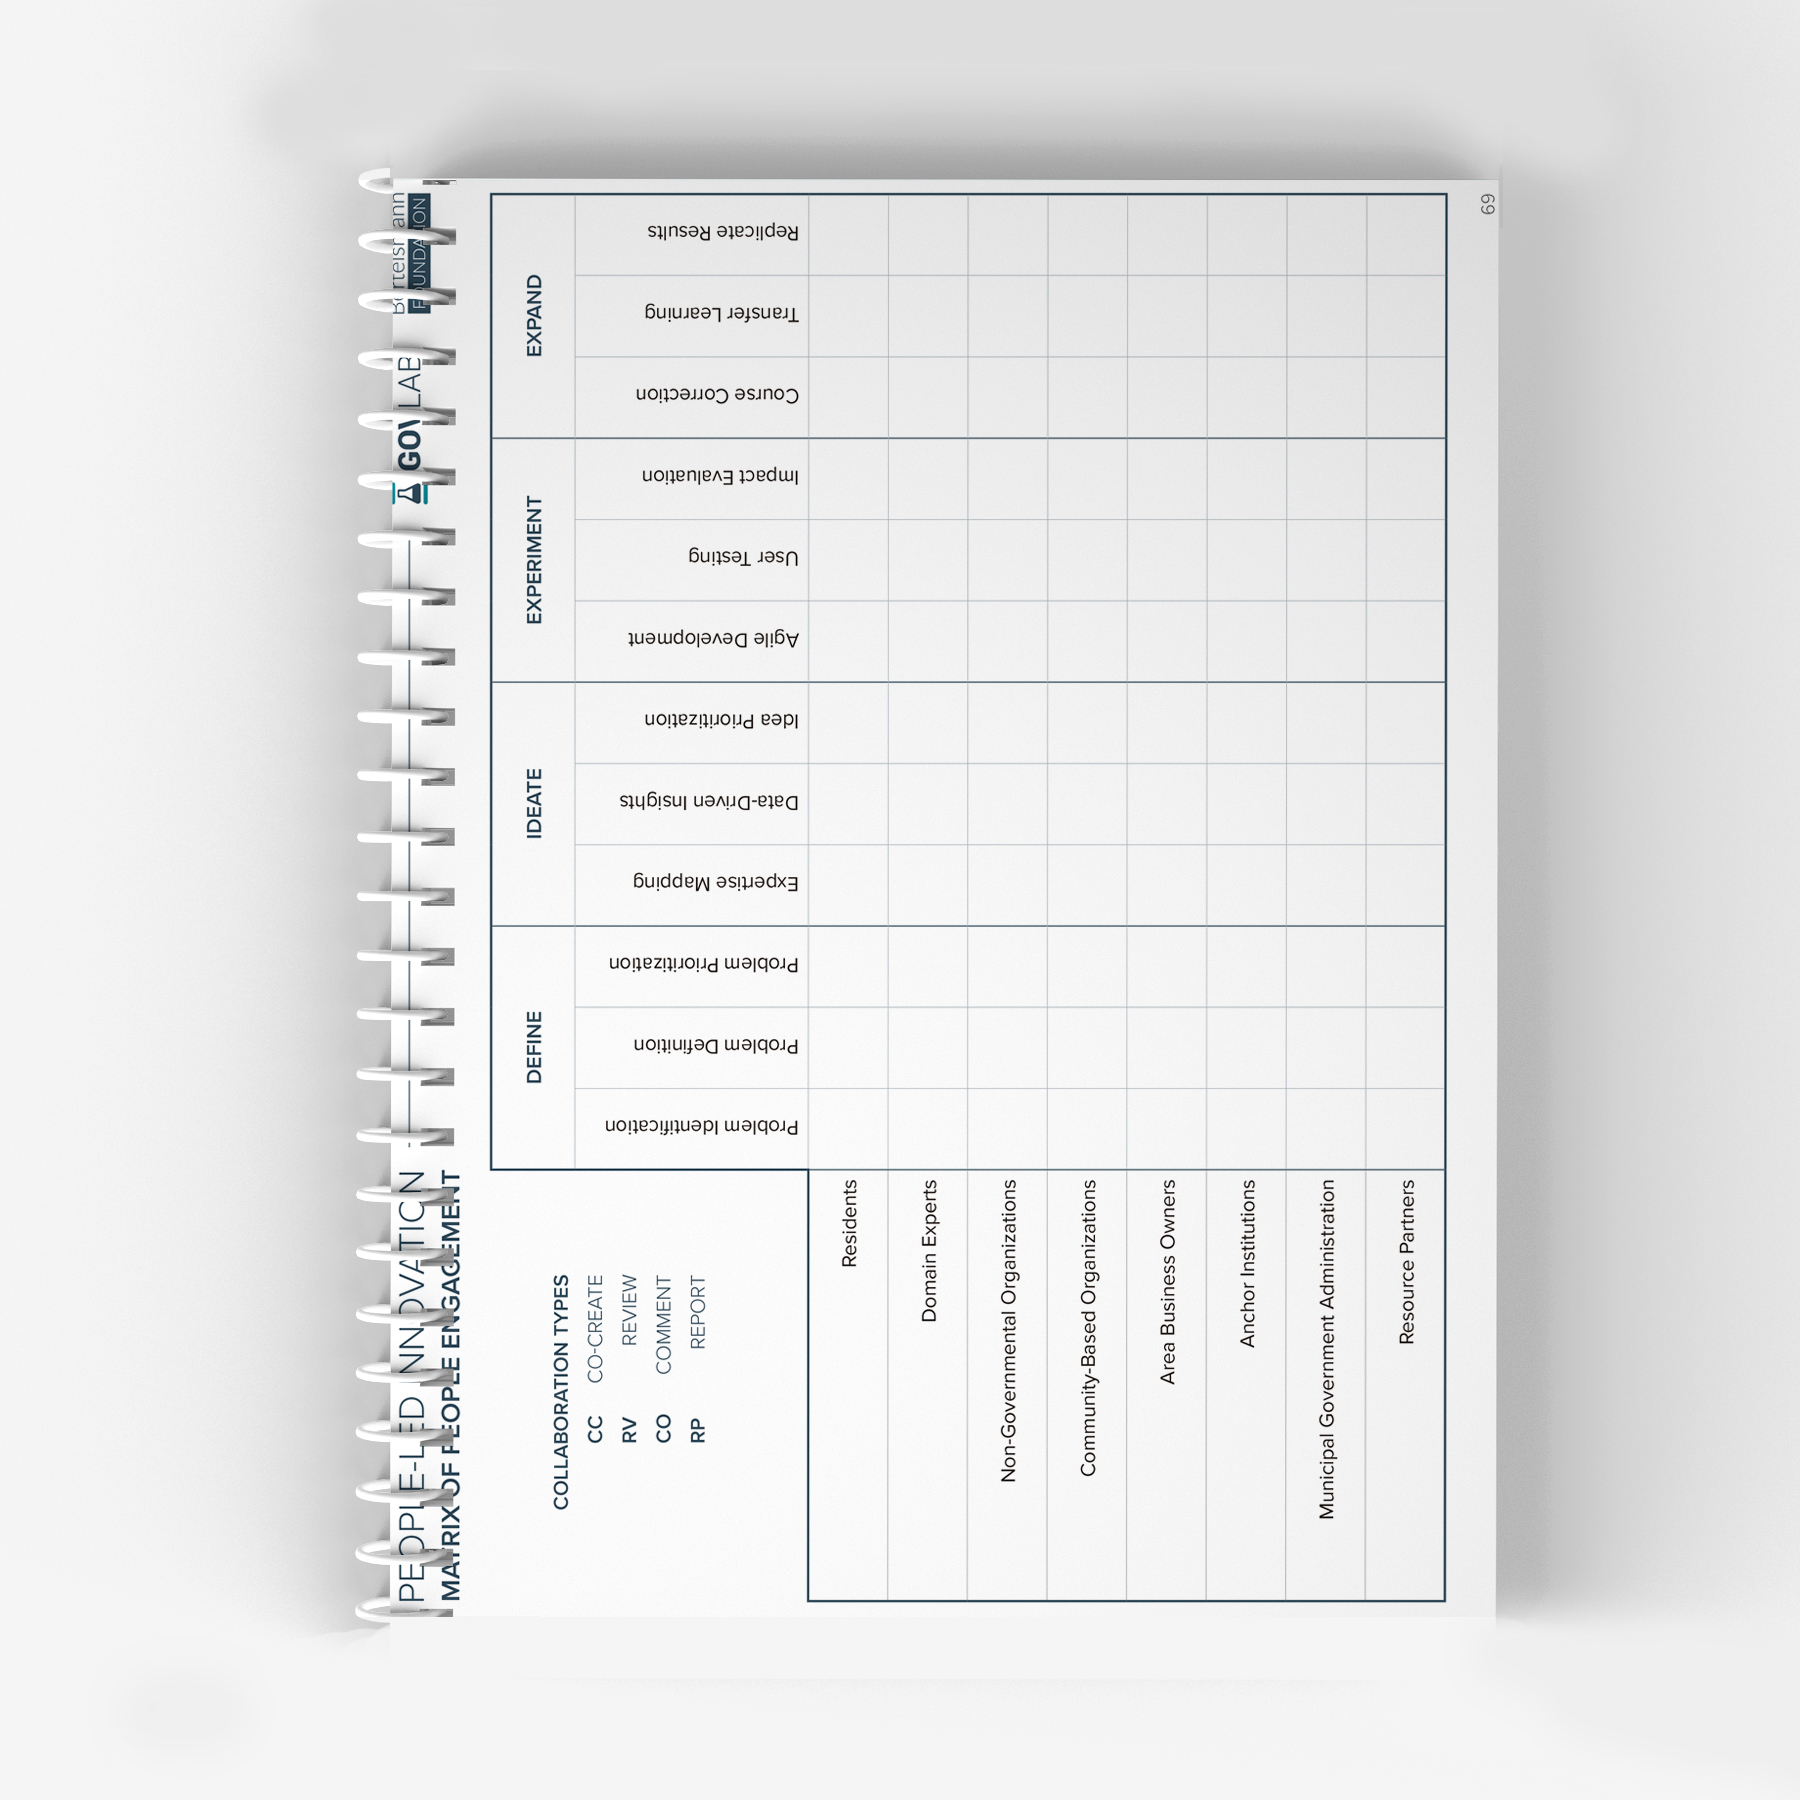 PEOPLE-LED INNOVATION
MATRIX OF PEOPLE ENGAGEMENT
GOVLAB
Bertelsmann
FOUNDATION
COLLABORATION TYPES
CC CO-CREATE
RV REVIEW
CO COMMENT
RP REPORT
DEFINE
IDEATE
EXPERIMENT
EXPAND
Problem Identification
Problem Definition
Problem Prioritization
Expertise Mapping
Data-Driven Insights
Idea Prioritization
Agile Development
User Testing
Impact Evaluation
Course Correction
Transfer Learning
Replicate Results
Residents
Domain Experts
Non-Governmental Organizations
Community-Based Organizations
Area Business Owners
Anchor Institutions
Municipal Government Administration
Resource Partners
69